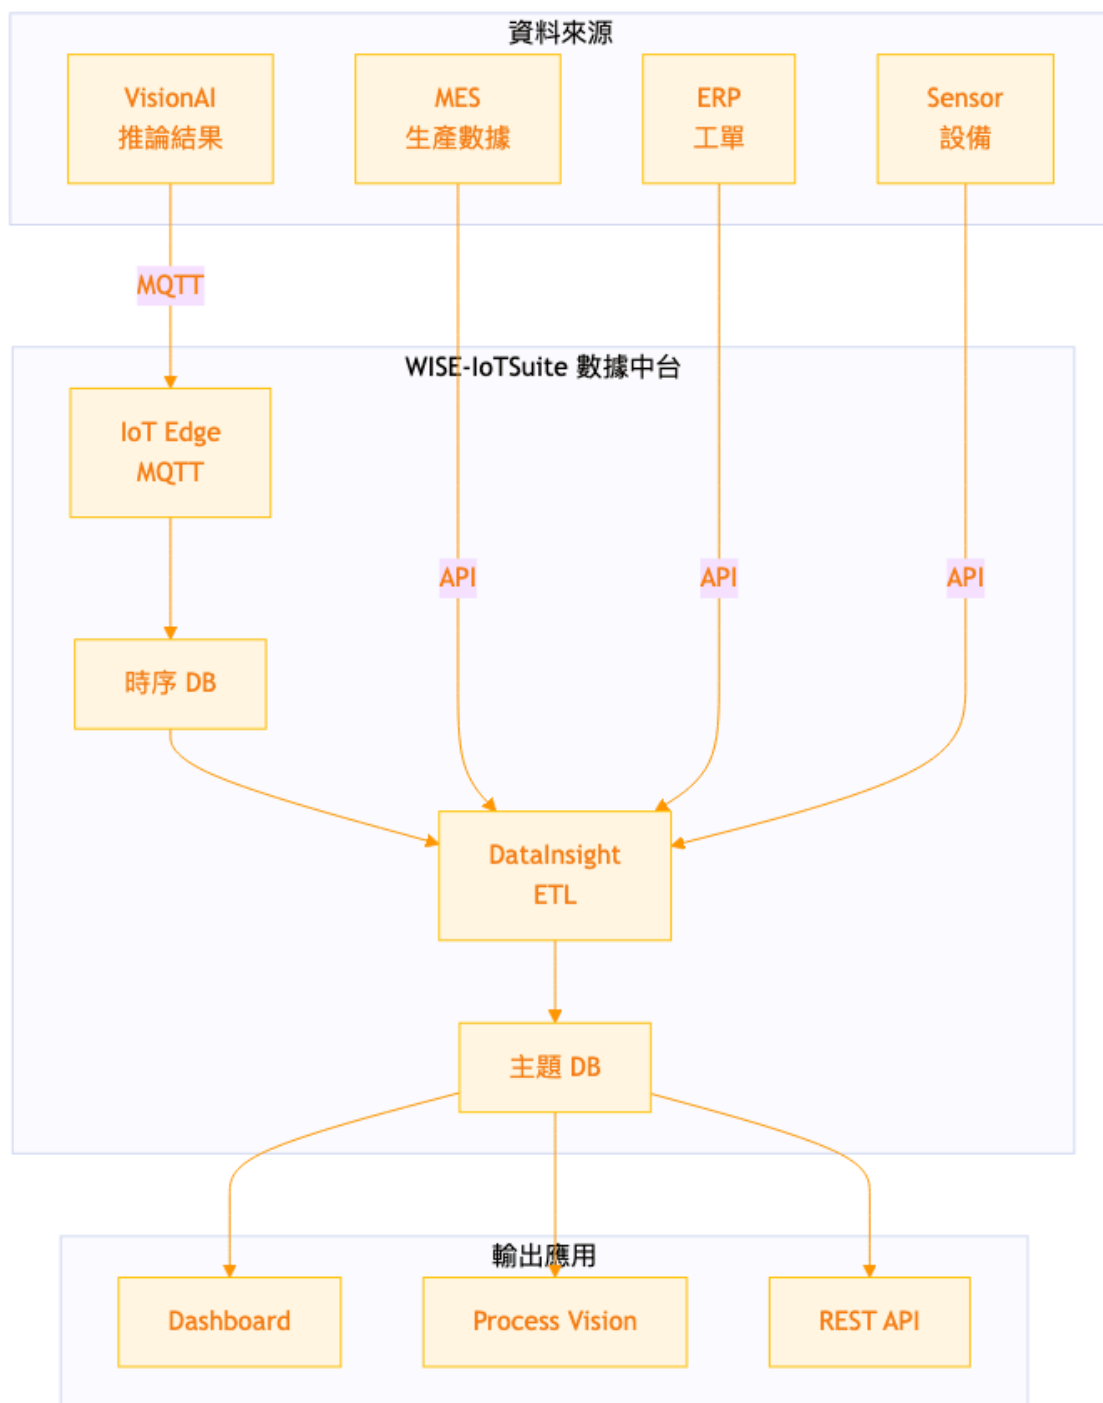 資料來源
VisionAI
推論結果
MES
生產數據
ERP
工單
Sensor
設備
MQTT
WISE-IoTSuite 數據中台
IoT Edge
MQTT
API
API
API
時序 DB
DataInsight
ETL
主題 DB
輸出應用
Dashboard
Process Vision
REST API